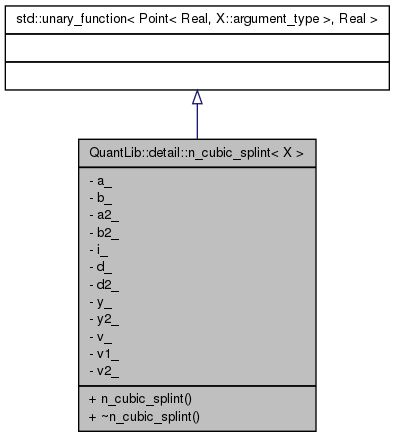 std::unary_function< Point< Real, X::argument_type >, Real >
QuantLib::detail::n_cubic_splint< X >
- a_
- b_
- a2_
- b2_
- i_
- d_
- d2_
- y_
- y2_
- v_
- v1_
- v2_
+ n_cubic_splint()
+ ~n_cubic_splint()